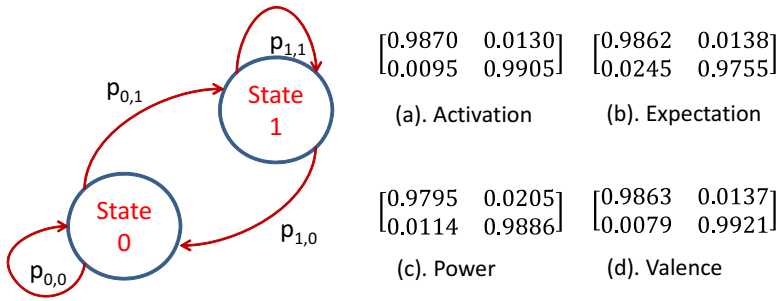 p1,1
p0,1
State
1
State
0
p1,0
p0,0
[0.9870 0.0130
0.0095 0.9905]
(a). Activation
[0.9862 0.0138
0.0245 0.9755]
(b). Expectation
[0.9795 0.0205
0.0114 0.9886]
(c). Power
[0.9863 0.0137
0.0079 0.9921]
(d). Valence